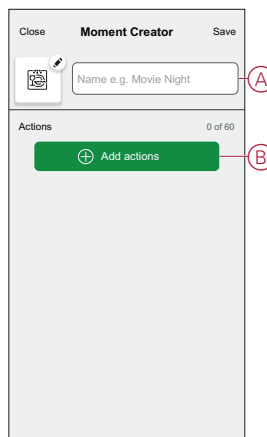 Close Moment Creator Save
Name e.g. Movie Night
A
Actions 0 of 60
Add actions
B